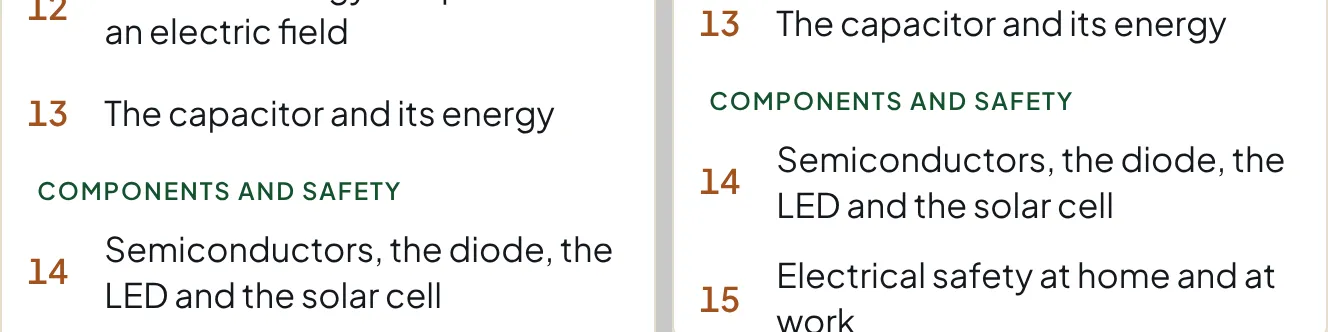 12
an electric field
13 The capacitor and its energy
COMPONENTS AND SAFETY
14 Semiconductors, the diode, the
LED and the solar cell
13 The capacitor and its energy
COMPONENTS AND SAFETY
14 Semiconductors, the diode, the
LED and the solar cell
15 Electrical safety at home and at
work